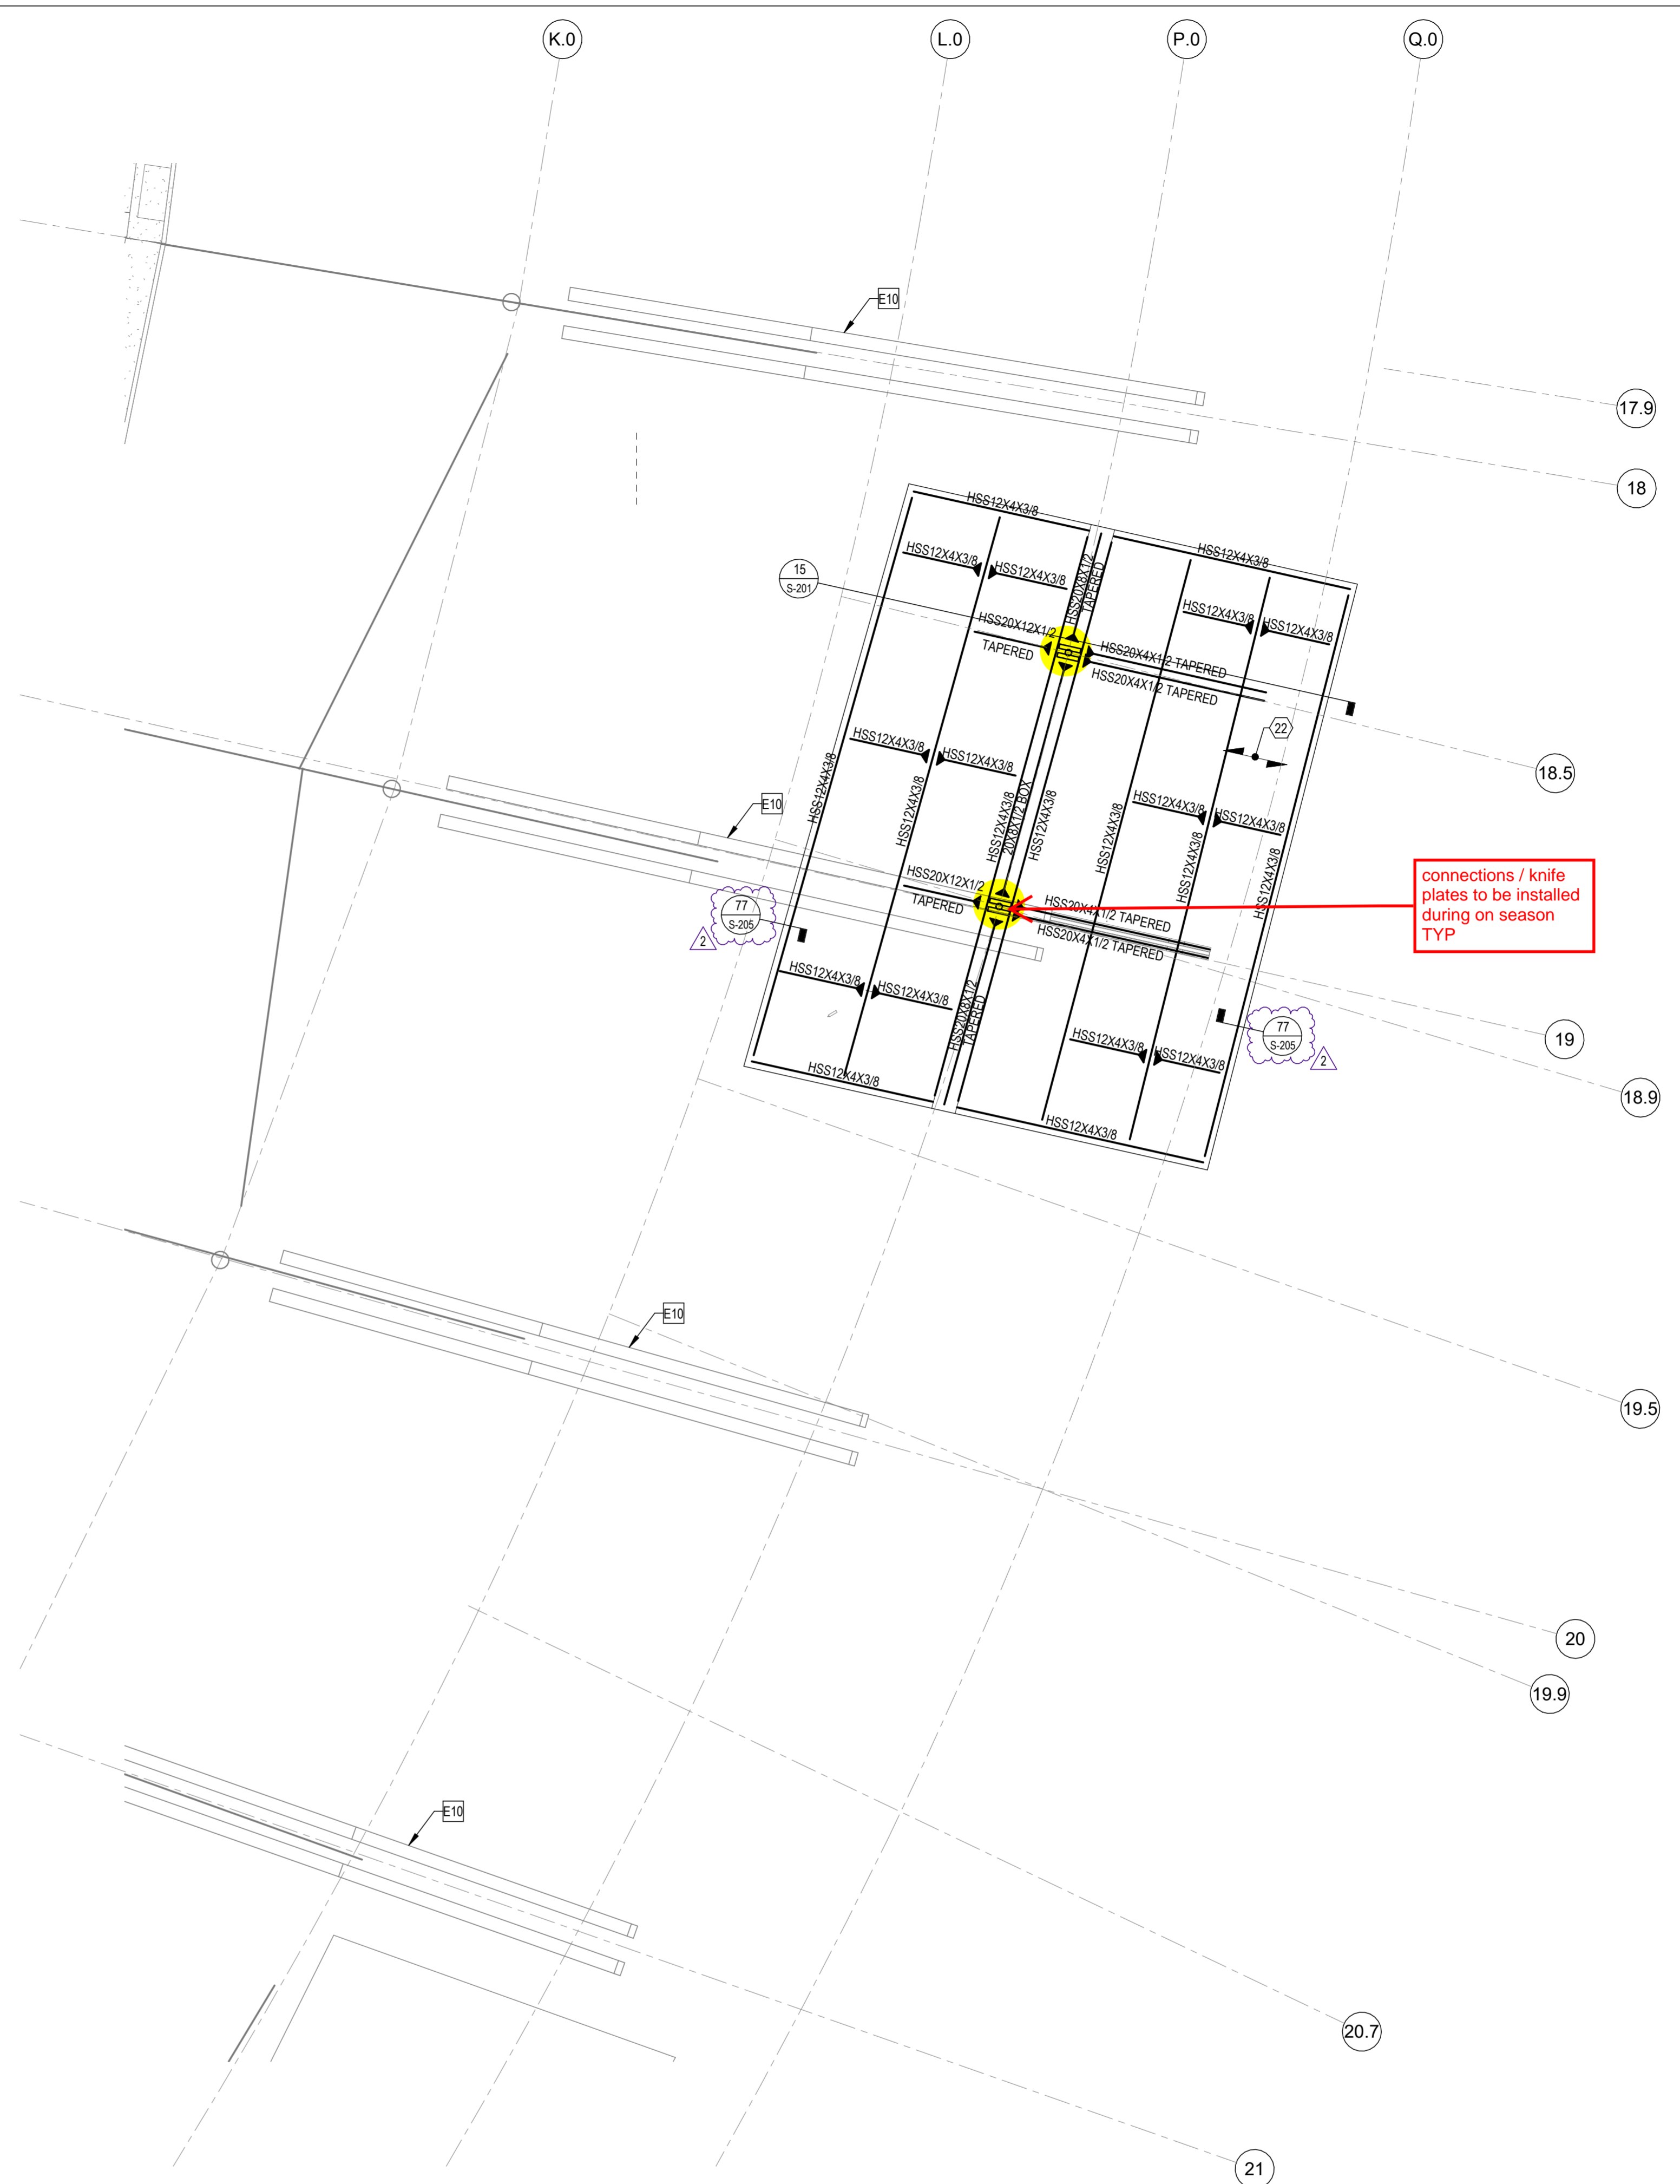 K.0
L.0
P.0
Q.0
E10
17.9
18
HSS12X4X3/8
HSS12X4X3/8
HSS12X4X3/8
HSS12X4X3/8
HSS20X8X1/2
TAPERED
15
S-201
HSS12X4X3/8
HSS12X4X3/8
HSS20X12X1/2
TAPERED
HSS20X4X1/2 TAPERED
HSS20X4X1/2 TAPERED
22
18.5
HSS12X4X3/8
HSS12X4X3/8
HSS12X4X3/8
HSS12X4X3/8
HSS12X4X3/8
20X8X1/2 BOX
HSS12X4X3/8
HSS12X4X3/8
HSS12X4X3/8
HSS12X4X3/8
HSS12X4X3/8
HSS12X4X3/8
E10
connections / knife
plates to be installed
during on season
TYP
HSS20X12X1/2
TAPERED
HSS20X4X1/2 TAPERED
HSS20X4X1/2 TAPERED
77
S-205
2
HSS12X4X3/8
HSS12X4X3/8
HSS20X8X1/2
TAPERED
77
S-205
2
19
HSS12X4X3/8
HSS12X4X3/8
HSS12X4X3/8
HSS12X4X3/8
18.9
E10
19.5
20
19.9
E10
20.7
21